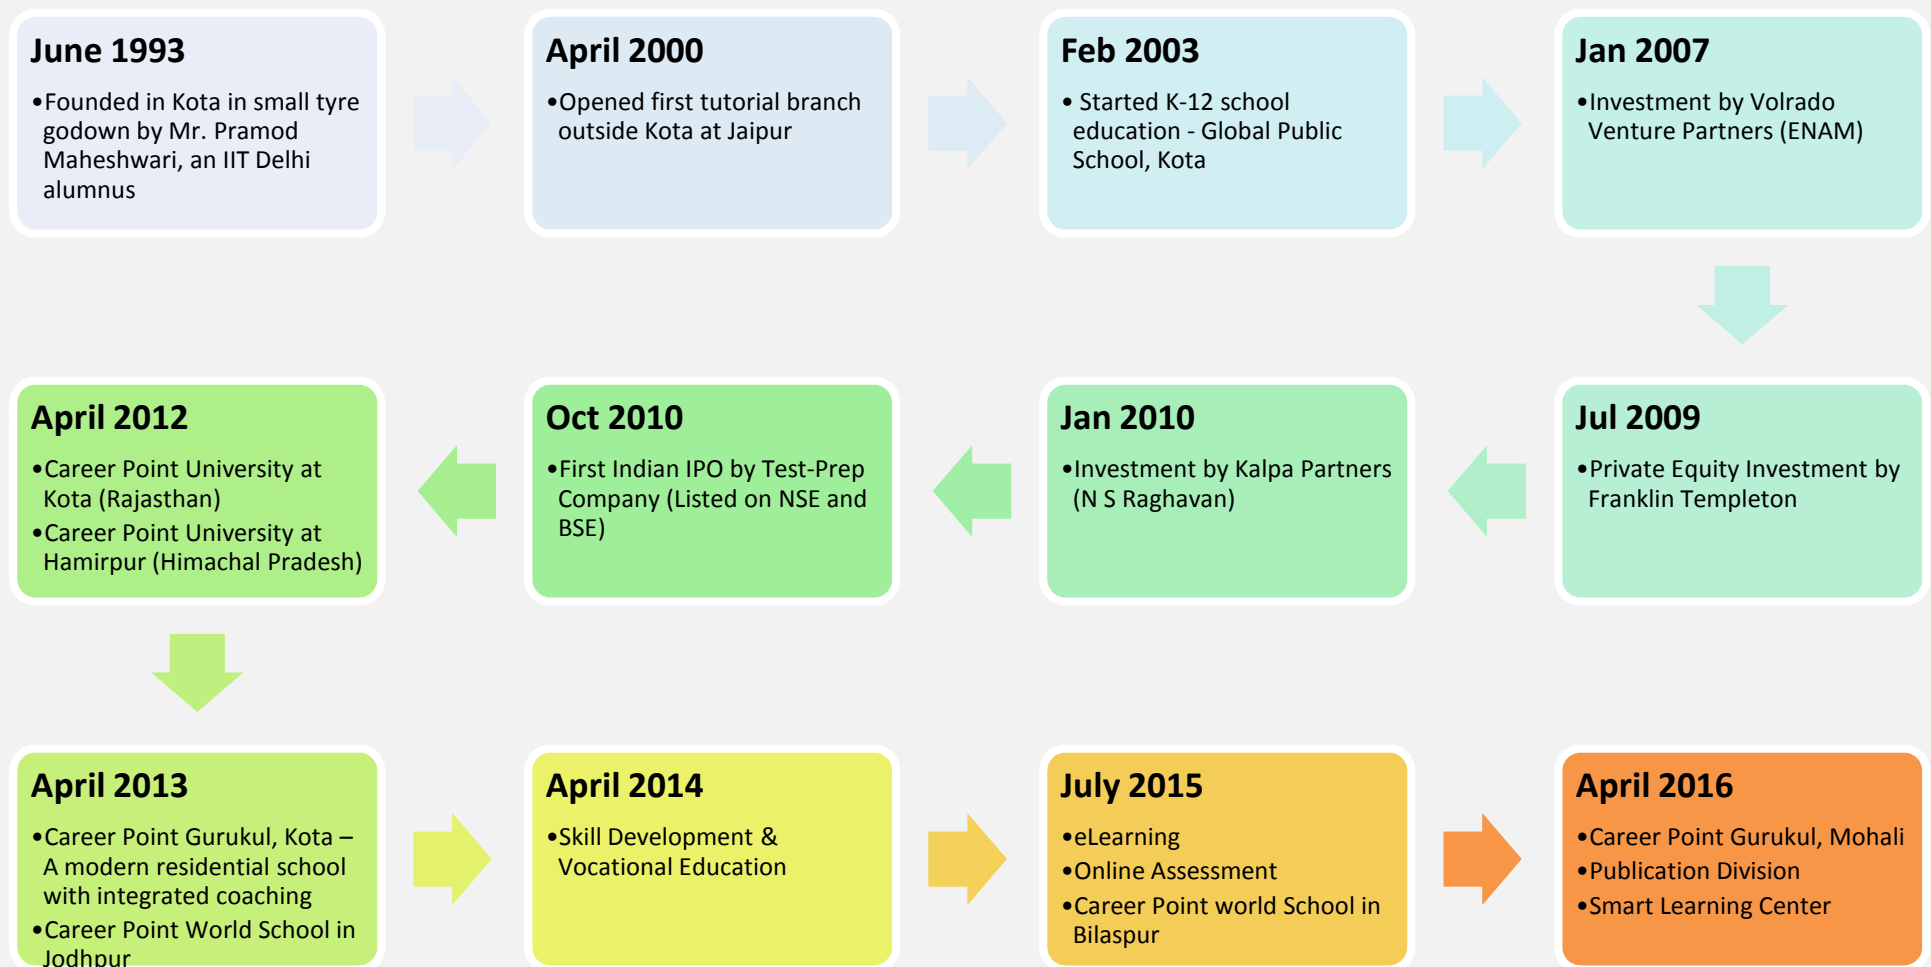 June 1993
•Founded in Kota in small tyre
godown by Mr. Pramod
Maheshwari, an IIT Delhi
alumnus
April 2000
•Opened first tutorial branch
outside Kota at Jaipur
Feb 2003
• Started K-12 school
education - Global Public
School, Kota
Jan 2007
•Investment by Volrado
Venture Partners (ENAM)
Jul 2009
•Private Equity Investment by
Franklin Templeton
Jan 2010
•Investment by Kalpa Partners
(N S Raghavan)
Oct 2010
•First Indian IPO by Test-Prep
Company (Listed on NSE and
BSE)
April 2012
•Career Point University at
Kota (Rajasthan)
•Career Point University at
Hamirpur (Himachal Pradesh)
April 2013
•Career Point Gurukul, Kota –
A modern residential school
with integrated coaching
•Career Point World School in
Jodhpur
April 2014
•Skill Development &
Vocational Education
July 2015
•eLearning
•Online Assessment
•Career Point world School in
Bilaspur
April 2016
•Career Point Gurukul, Mohali
•Publication Division
•Smart Learning Center